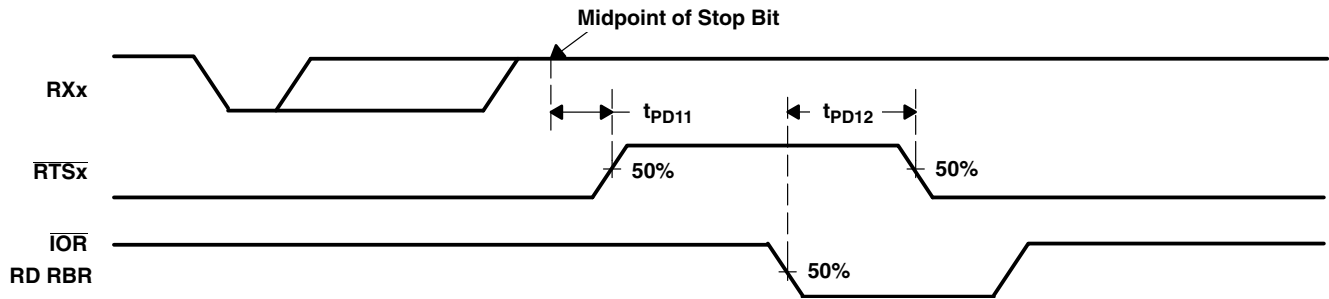 Midpoint of Stop Bit
RXx
tPD11
tPD12
RTSx
50%
50%
IOR
50%
RD RBR